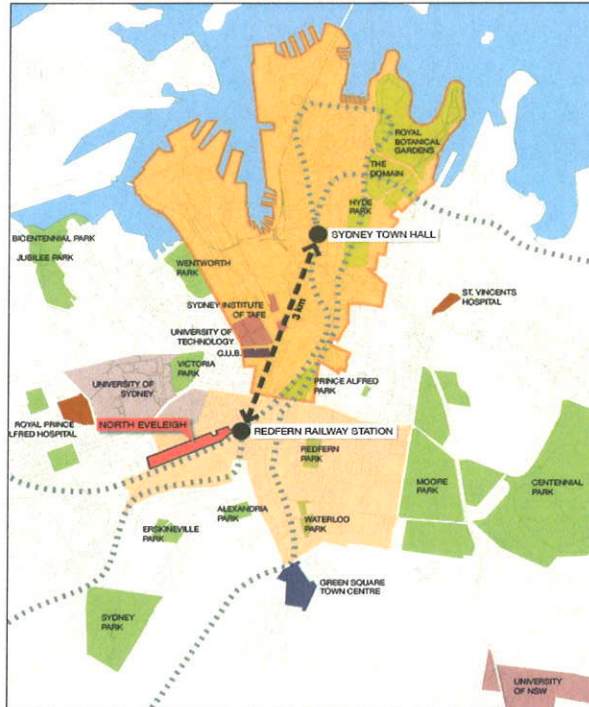 ROYAL
BOTANICAL
GARDENS
THE
DOMAIN
HYDE
PARK
SYDNEY TOWN HALL
BICENTENNIAL PARK
JUBILEE PARK
WENTWORTH
PARK
ST. VINCENTS
HOSPITAL
SYDNEY INSTITUTE
OF TAFE
3 km
UNIVERSITY OF
TECHNOLOGY
C.U.B.
VICTORIA
PARK
UNIVERSITY OF
SYDNEY
PRINCE ALFRED
PARK
ROYAL PRINCE
LFRED HOSPITAL
NORTH EVELEIGH
REDFERN RAILWAY STATION
REDFERN
PARK
MOORE
PARK
CENTENNIAL
PARK
ALEXANDRIA
PARK
WATERLOO
PARK
ERSKINEVILLE
PARK
GREEN SQUARE
TOWN CENTRE
SYDNEY
PARK
UNIVERSITY
OF NSW